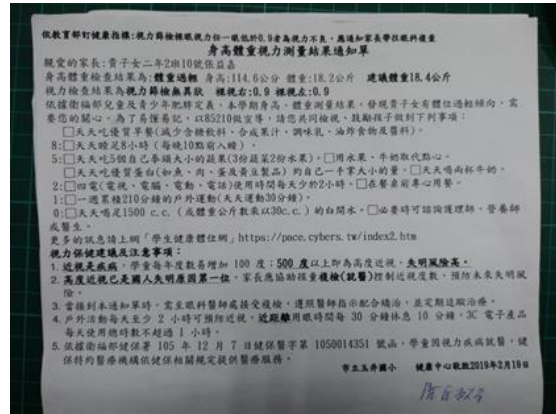 依教育部訂健康指標:視力篩檢裸眼視力任一眼低於0.9者為視力不良,應通知家長帶往眼科複查
身高體重視力測量結果通知單
親愛的家長:貴子女二年2班10號張益嘉
身高體重檢查結果為:體重過輕 身高:114.6公分 體重:18.2公斤 建議體重18.4公斤
視力檢查結果為視力篩檢無異狀 裸視右:0.9 裸視左:0.9
依據衛福部兒童及青少年肥胖定義,本學期身高、體重測量結果,發現貴子女有體位過輕傾向,需
要您的關心,為了易懂易記,以85210做宣導,請您共同檢視、鼓勵孩子做到下列事項:
□天天吃優質早餐(減少含糖飲料、合成果汁、調味乳、油炸食物及醬料)。
8:□天天睡足8小時(每晚10點前入睡)。
5:□天天吃5個自己拳頭大小的蔬果(3份蔬菜2份水果)。□用水果、牛奶取代點心。
□天天吃優質蛋白(如魚、肉、蛋及黃豆製品)約自己一手掌大小的量。□天天喝兩杯牛奶。
2:□四電(電視、電腦、電動、電話)使用時間每天少於2小時。□在餐桌前專心用餐。
1:□一週累積210分鐘的戶外運動(天天運動30分鐘)。
0:□天天喝足1500 c.c.(或體重公斤數乘以30c.c.)的白開水。□必要時可諮詢護理師、營養師
或醫生。
更多的訊息請上網「學生健康體位網」https://pace.cybers.tw/index2.htm
視力保健建議及注意事項:
1. 近視是疾病,學童每年度數易增加 100 度;500 度以上即為高度近視,失明風險高。
2. 高度近視已是國人失明原因第一位,家長應協助孩童複檢(就醫)控制近視度數,預防未來失明風
險。
3. 當接到本通知單時,需至眼科醫師處接受複檢,遵照醫師指示配合矯治,並定期追蹤治療。
4. 戶外活動每天至少 2 小時可預防近視,近距離用眼時間每 30 分鐘休息 10 分鐘,3C 電子產品
每天使用總時數不超過 1 小時。
5. 依據衛福部健保署 105 年 12 月 7 日健保醫字第 1050014351 號函,學童因視力疾病就醫,健
保特約醫療機構依健保相關規定提供醫療服務。
市立玉井國小 健康中心敬啟2019年2月19日